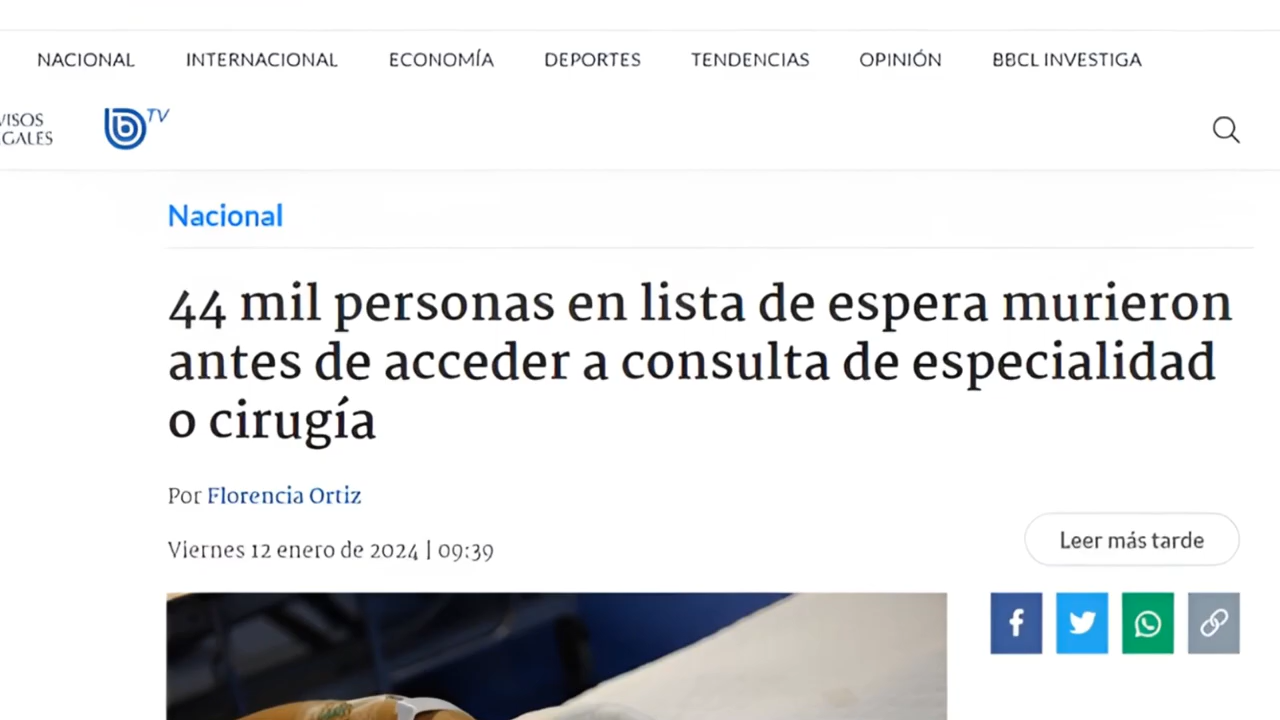 NACIONAL INTERNACIONAL ECONOMÍA DEPORTES TENDENCIAS OPINIÓN BBCL INVESTIGA
VISOS
GALES
b TV
Nacional
44 mil personas en lista de espera murieron
antes de acceder a consulta de especialidad
o cirugía
Por Florencia Ortiz
Viernes 12 enero de 2024 | 09:39
Leer más tarde